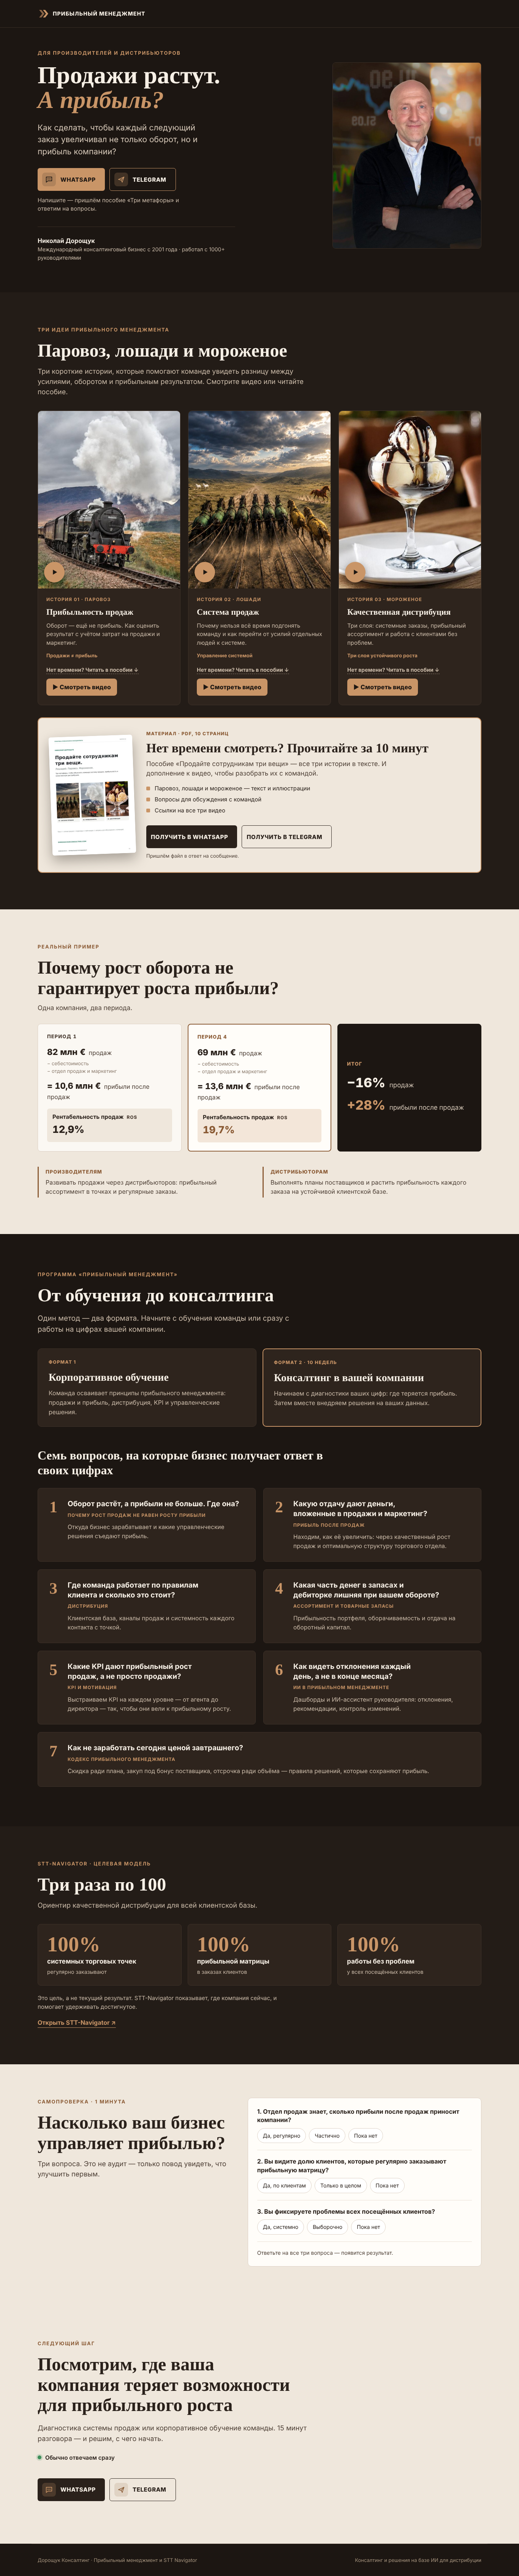 ПРИБЫЛЬНЫЙ МЕНЕДЖМЕНТ
ДЛЯ ПРОИЗВОДИТЕЛЕЙ И ДИСТРИБЬЮТОРОВ
Продажи растут.
А прибыль?
Как сделать, чтобы каждый следующий
заказ увеличивал не только оборот, но и
прибыль компании?
WHATSAPP
TELEGRAM
Напишите — пришлём пособие «Три метафоры» и
ответим на вопросы.
Николай Дорощук
Международный консалтинговый бизнес с 2001 года · работал с 1000+
руководителями
ТРИ ИДЕИ ПРИБЫЛЬНОГО МЕНЕДЖМЕНТА
Паровоз, лошади и мороженое
Три короткие истории, которые помогают команде увидеть разницу между
усилиями, оборотом и прибыльным результатом. Смотрите видео или читайте
пособие.
ИСТОРИЯ 01 · ПАРОВОЗ
Прибыльность продаж
Оборот — ещё не прибыль. Как оценить
результат с учётом затрат на продажи и
маркетинг.
Продажи ≠ прибыль
Нет времени? Читать в пособии ↓
▶ Смотреть видео
ИСТОРИЯ 02 · ЛОШАДИ
Система продаж
Почему нельзя всё время подгонять
команду и как перейти от усилий отдельных
людей к системе.
Управление системой
Нет времени? Читать в пособии ↓
▶ Смотреть видео
ИСТОРИЯ 03 · МОРОЖЕНОЕ
Качественная дистрибуция
Три слоя: системные заказы, прибыльный
ассортимент и работа с клиентами без
проблем.
Три слоя устойчивого роста
Нет времени? Читать в пособии ↓
▶ Смотреть видео
Продайте сотрудникам
три вещи.
МАТЕРИАЛ · PDF, 10 СТРАНИЦ
Нет времени смотреть? Прочитайте за 10 минут
Пособие «Продайте сотрудникам три вещи» — все три истории в тексте. И
дополнение к видео, чтобы разобрать их с командой.
Паровоз, лошади и мороженое — текст и иллюстрации
Вопросы для обсуждения с командой
Ссылки на все три видео
ПОЛУЧИТЬ В WHATSAPP
ПОЛУЧИТЬ В TELEGRAM
Пришлём файл в ответ на сообщение.
РЕАЛЬНЫЙ ПРИМЕР
Почему рост оборота не
гарантирует роста прибыли?
Одна компания, два периода.
ПЕРИОД 1
82 млн € продаж
− себестоимость
− отдел продаж и маркетинг
= 10,6 млн € прибыли после
продаж
Рентабельность продаж ROS
12,9%
ПЕРИОД 4
69 млн € продаж
− себестоимость
− отдел продаж и маркетинг
= 13,6 млн € прибыли после
продаж
Рентабельность продаж ROS
19,7%
ИТОГ
−16% продаж
+28% прибыли после продаж
ПРОИЗВОДИТЕЛЯМ
Развивать продажи через дистрибьюторов: прибыльный
ассортимент в точках и регулярные заказы.
ДИСТРИБЬЮТОРАМ
Выполнять планы поставщиков и растить прибыльность каждого
заказа на устойчивой клиентской базе.
ПРОГРАММА «ПРИБЫЛЬНЫЙ МЕНЕДЖМЕНТ»
От обучения до консалтинга
Один метод — два формата. Начните с обучения команды или сразу с
работы на цифрах вашей компании.
ФОРМАТ 1
Корпоративное обучение
Команда осваивает принципы прибыльного менеджмента:
продажи и прибыль, дистрибуция, KPI и управленческие
решения.
ФОРМАТ 2 · 10 НЕДЕЛЬ
Консалтинг в вашей компании
Начинаем с диагностики ваших цифр: где теряется прибыль.
Затем вместе внедряем решения на ваших данных.
Семь вопросов, на которые бизнес получает ответ в
своих цифрах
1
Оборот растёт, а прибыли не больше. Где она?
ПОЧЕМУ РОСТ ПРОДАЖ НЕ РАВЕН РОСТУ ПРИБЫЛИ
Откуда бизнес зарабатывает и какие управленческие
решения съедают прибыль.
2
Какую отдачу дают деньги,
вложенные в продажи и маркетинг?
ПРИБЫЛЬ ПОСЛЕ ПРОДАЖ
Находим, как её увеличить: через качественный рост
продаж и оптимальную структуру торгового отдела.
3
Где команда работает по правилам
клиента и сколько это стоит?
ДИСТРИБУЦИЯ
Клиентская база, каналы продаж и системность каждого
контакта с точкой.
4
Какая часть денег в запасах и
дебиторке лишняя при вашем обороте?
АССОРТИМЕНТ И ТОВАРНЫЕ ЗАПАСЫ
Прибыльность портфеля, оборачиваемость и отдача на
оборотный капитал.
5
Какие KPI дают прибыльный рост
продаж, а не просто продажи?
KPI И МОТИВАЦИЯ
Выстраиваем KPI на каждом уровне — от агента до
директора — так, чтобы они вели к прибыльному росту.
6
Как видеть отклонения каждый
день, а не в конце месяца?
ИИ В ПРИБЫЛЬНОМ МЕНЕДЖМЕНТЕ
Дашборды и ИИ-ассистент руководителя: отклонения,
рекомендации, контроль изменений.
7
Как не заработать сегодня ценой завтрашнего?
КОДЕКС ПРИБЫЛЬНОГО МЕНЕДЖМЕНТА
Скидка ради плана, закуп под бонус поставщика, отсрочка ради объёма — правила решений, которые сохраняют прибыль.
STT-NAVIGATOR · ЦЕЛЕВАЯ МОДЕЛЬ
Три раза по 100
Ориентир качественной дистрибуции для всей клиентской базы.
100%
системных торговых точек
регулярно заказывают
100%
прибыльной матрицы
в заказах клиентов
100%
работы без проблем
у всех посещённых клиентов
Это цель, а не текущий результат. STT-Navigator показывает, где компания сейчас, и
помогает удерживать достигнутое.
Открыть STT-Navigator ↗
САМОПРОВЕРКА · 1 МИНУТА
Насколько ваш бизнес
управляет прибылью?
Три вопроса. Это не аудит — только повод увидеть, что
улучшить первым.
1. Отдел продаж знает, сколько прибыли после продаж приносит
компании?
Да, регулярно
Частично
Пока нет
2. Вы видите долю клиентов, которые регулярно заказывают
прибыльную матрицу?
Да, по клиентам
Только в целом
Пока нет
3. Вы фиксируете проблемы всех посещённых клиентов?
Да, системно
Выборочно
Пока нет
Ответьте на все три вопроса — появится результат.
СЛЕДУЮЩИЙ ШАГ
Посмотрим, где ваша
компания теряет возможности
для прибыльного роста
Диагностика системы продаж или корпоративное обучение команды. 15 минут
разговора — и решим, с чего начать.
Обычно отвечаем сразу
WHATSAPP
TELEGRAM
Дорощук Консалтинг · Прибыльный менеджмент и STT Navigator
Консалтинг и решения на базе ИИ для дистрибуции